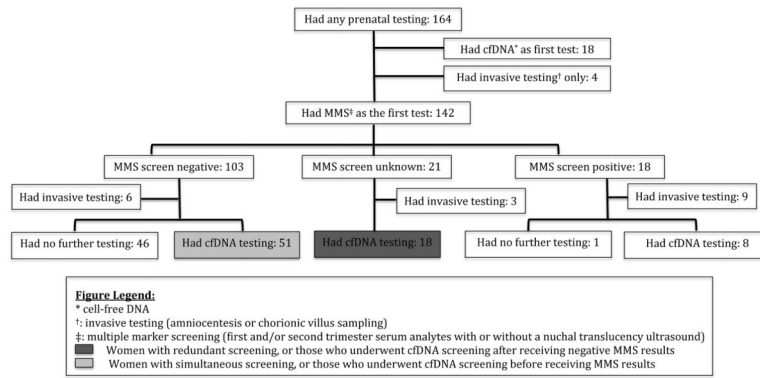 Had any prenatal testing: 164
Had cfDNA* as first test: 18
Had invasive testing† only: 4
Had MMS‡ as the first test: 142
MMS screen negative: 103
MMS screen unknown: 21
MMS screen positive: 18
Had invasive testing: 6
Had invasive testing: 3
Had invasive testing: 9
Had no further testing: 46
Had cfDNA testing: 51
Had cfDNA testing: 18
Had no further testing: 1
Had cfDNA testing: 8
Figure Legend:
* cell-free DNA
†: invasive testing (amniocentesis or chorionic villus sampling)
‡: multiple marker screening (first and/or second trimester serum analytes with or without a nuchal translucency ultrasound)
Women with redundant screening, or those who underwent cfDNA screening after receiving negative MMS results
Women with simultaneous screening, or those who underwent cfDNA screening before receiving MMS results